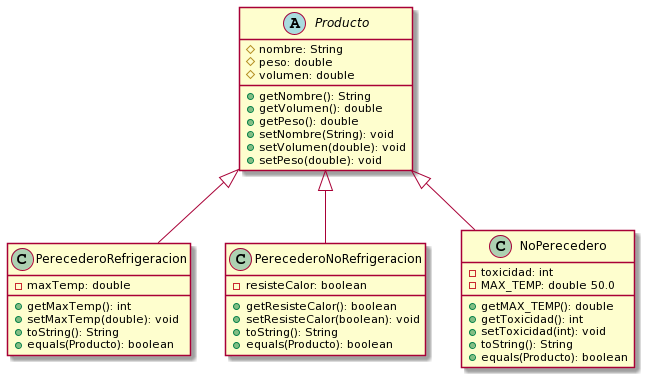 A Producto
nombre: String
peso: double
volumen: double
getNombre(): String
getVolumen(): double
getPeso(): double
setNombre(String): void
setVolumen(double): void
setPeso(double): void
C PerecederoRefrigeracion
maxTemp: double
getMaxTemp(): int
setMaxTemp(double): void
toString(): String
equals(Producto): boolean
C PerecederoNoRefrigeracion
resisteCalor: boolean
getResisteCalor(): boolean
setResisteCalor(boolean): void
toString(): String
equals(Producto): boolean
C NoPerecedero
toxicidad: int
MAX_TEMP: double 50.0
getMAX_TEMP(): double
getToxicidad(): int
setToxicidad(int): void
toString(): String
equals(Producto): boolean